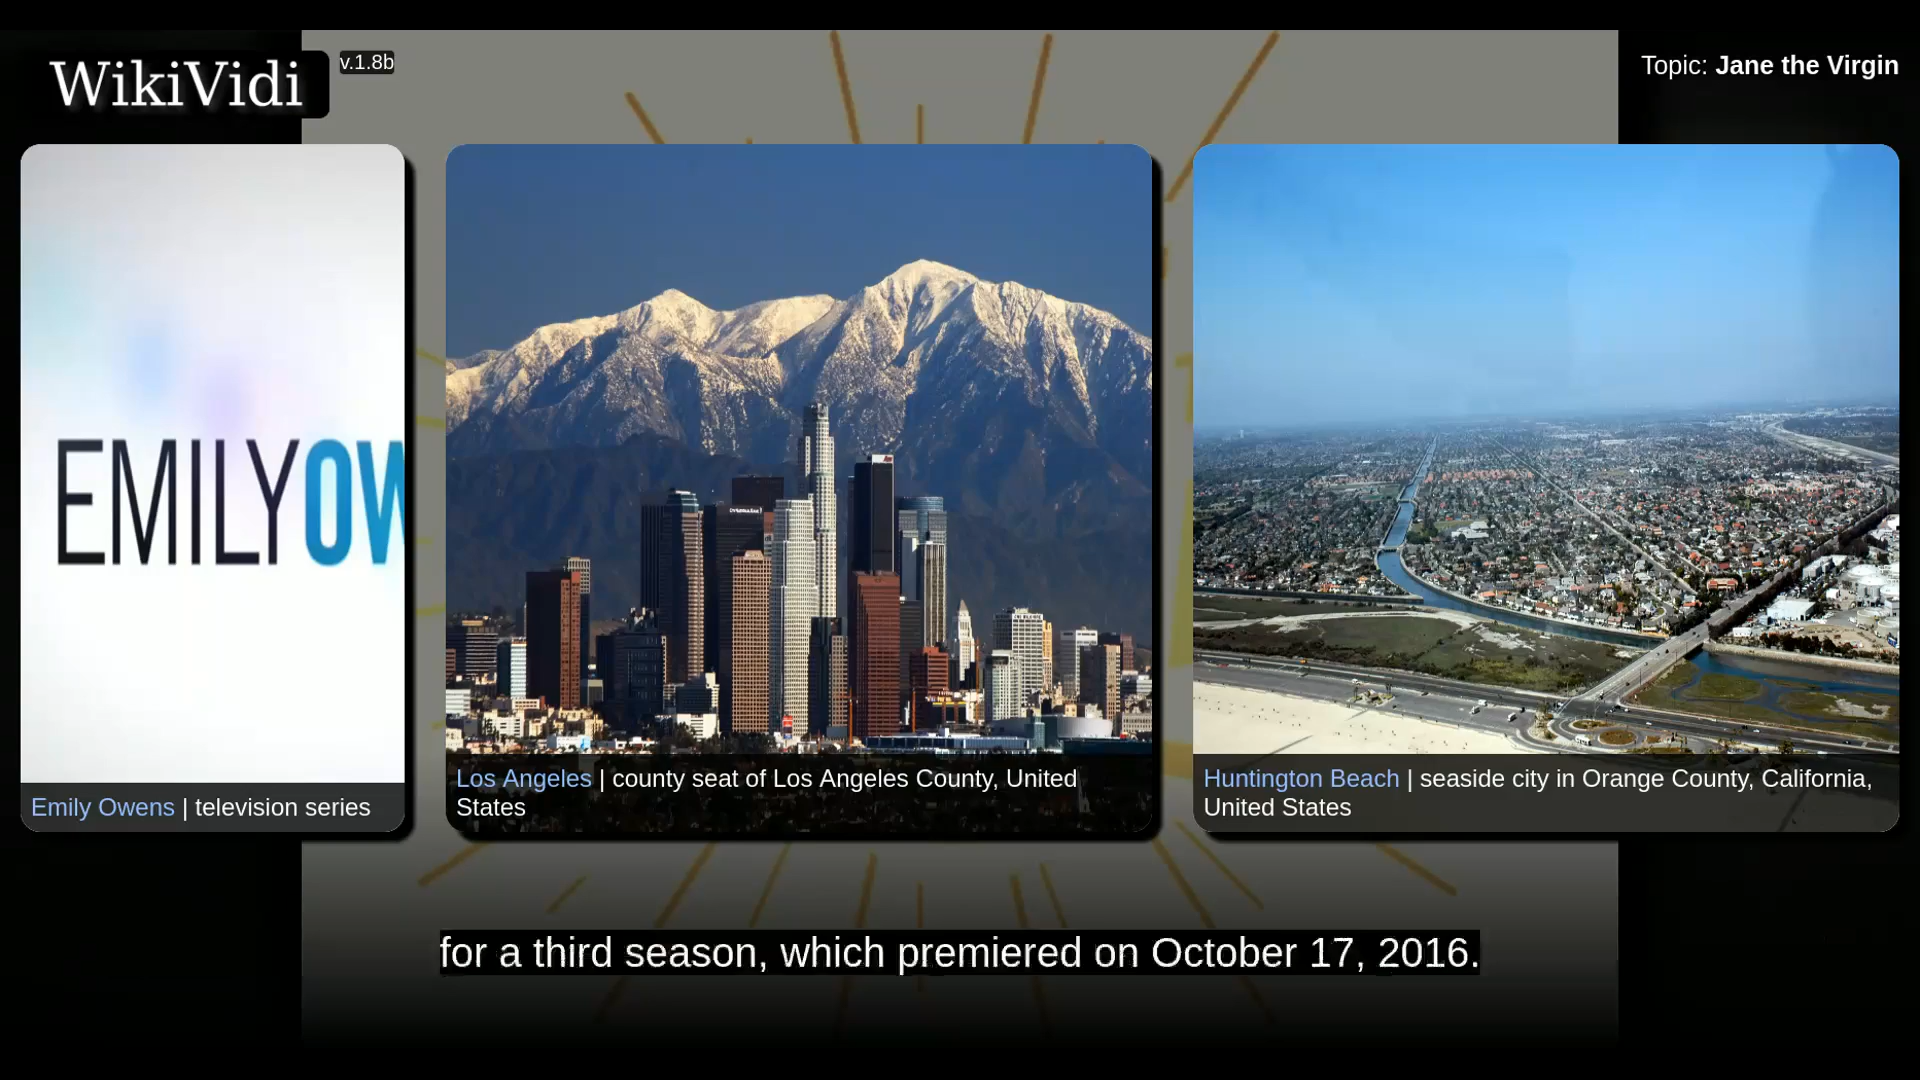 WikiVidi
v.1.8b
Topic: Jane the Virgin
EMILYOW
Emily Owens | television series
Los Angeles | county seat of Los Angeles County, United
States
Huntington Beach | seaside city in Orange County, California,
United States
for a third season, which premiered on October 17, 2016.